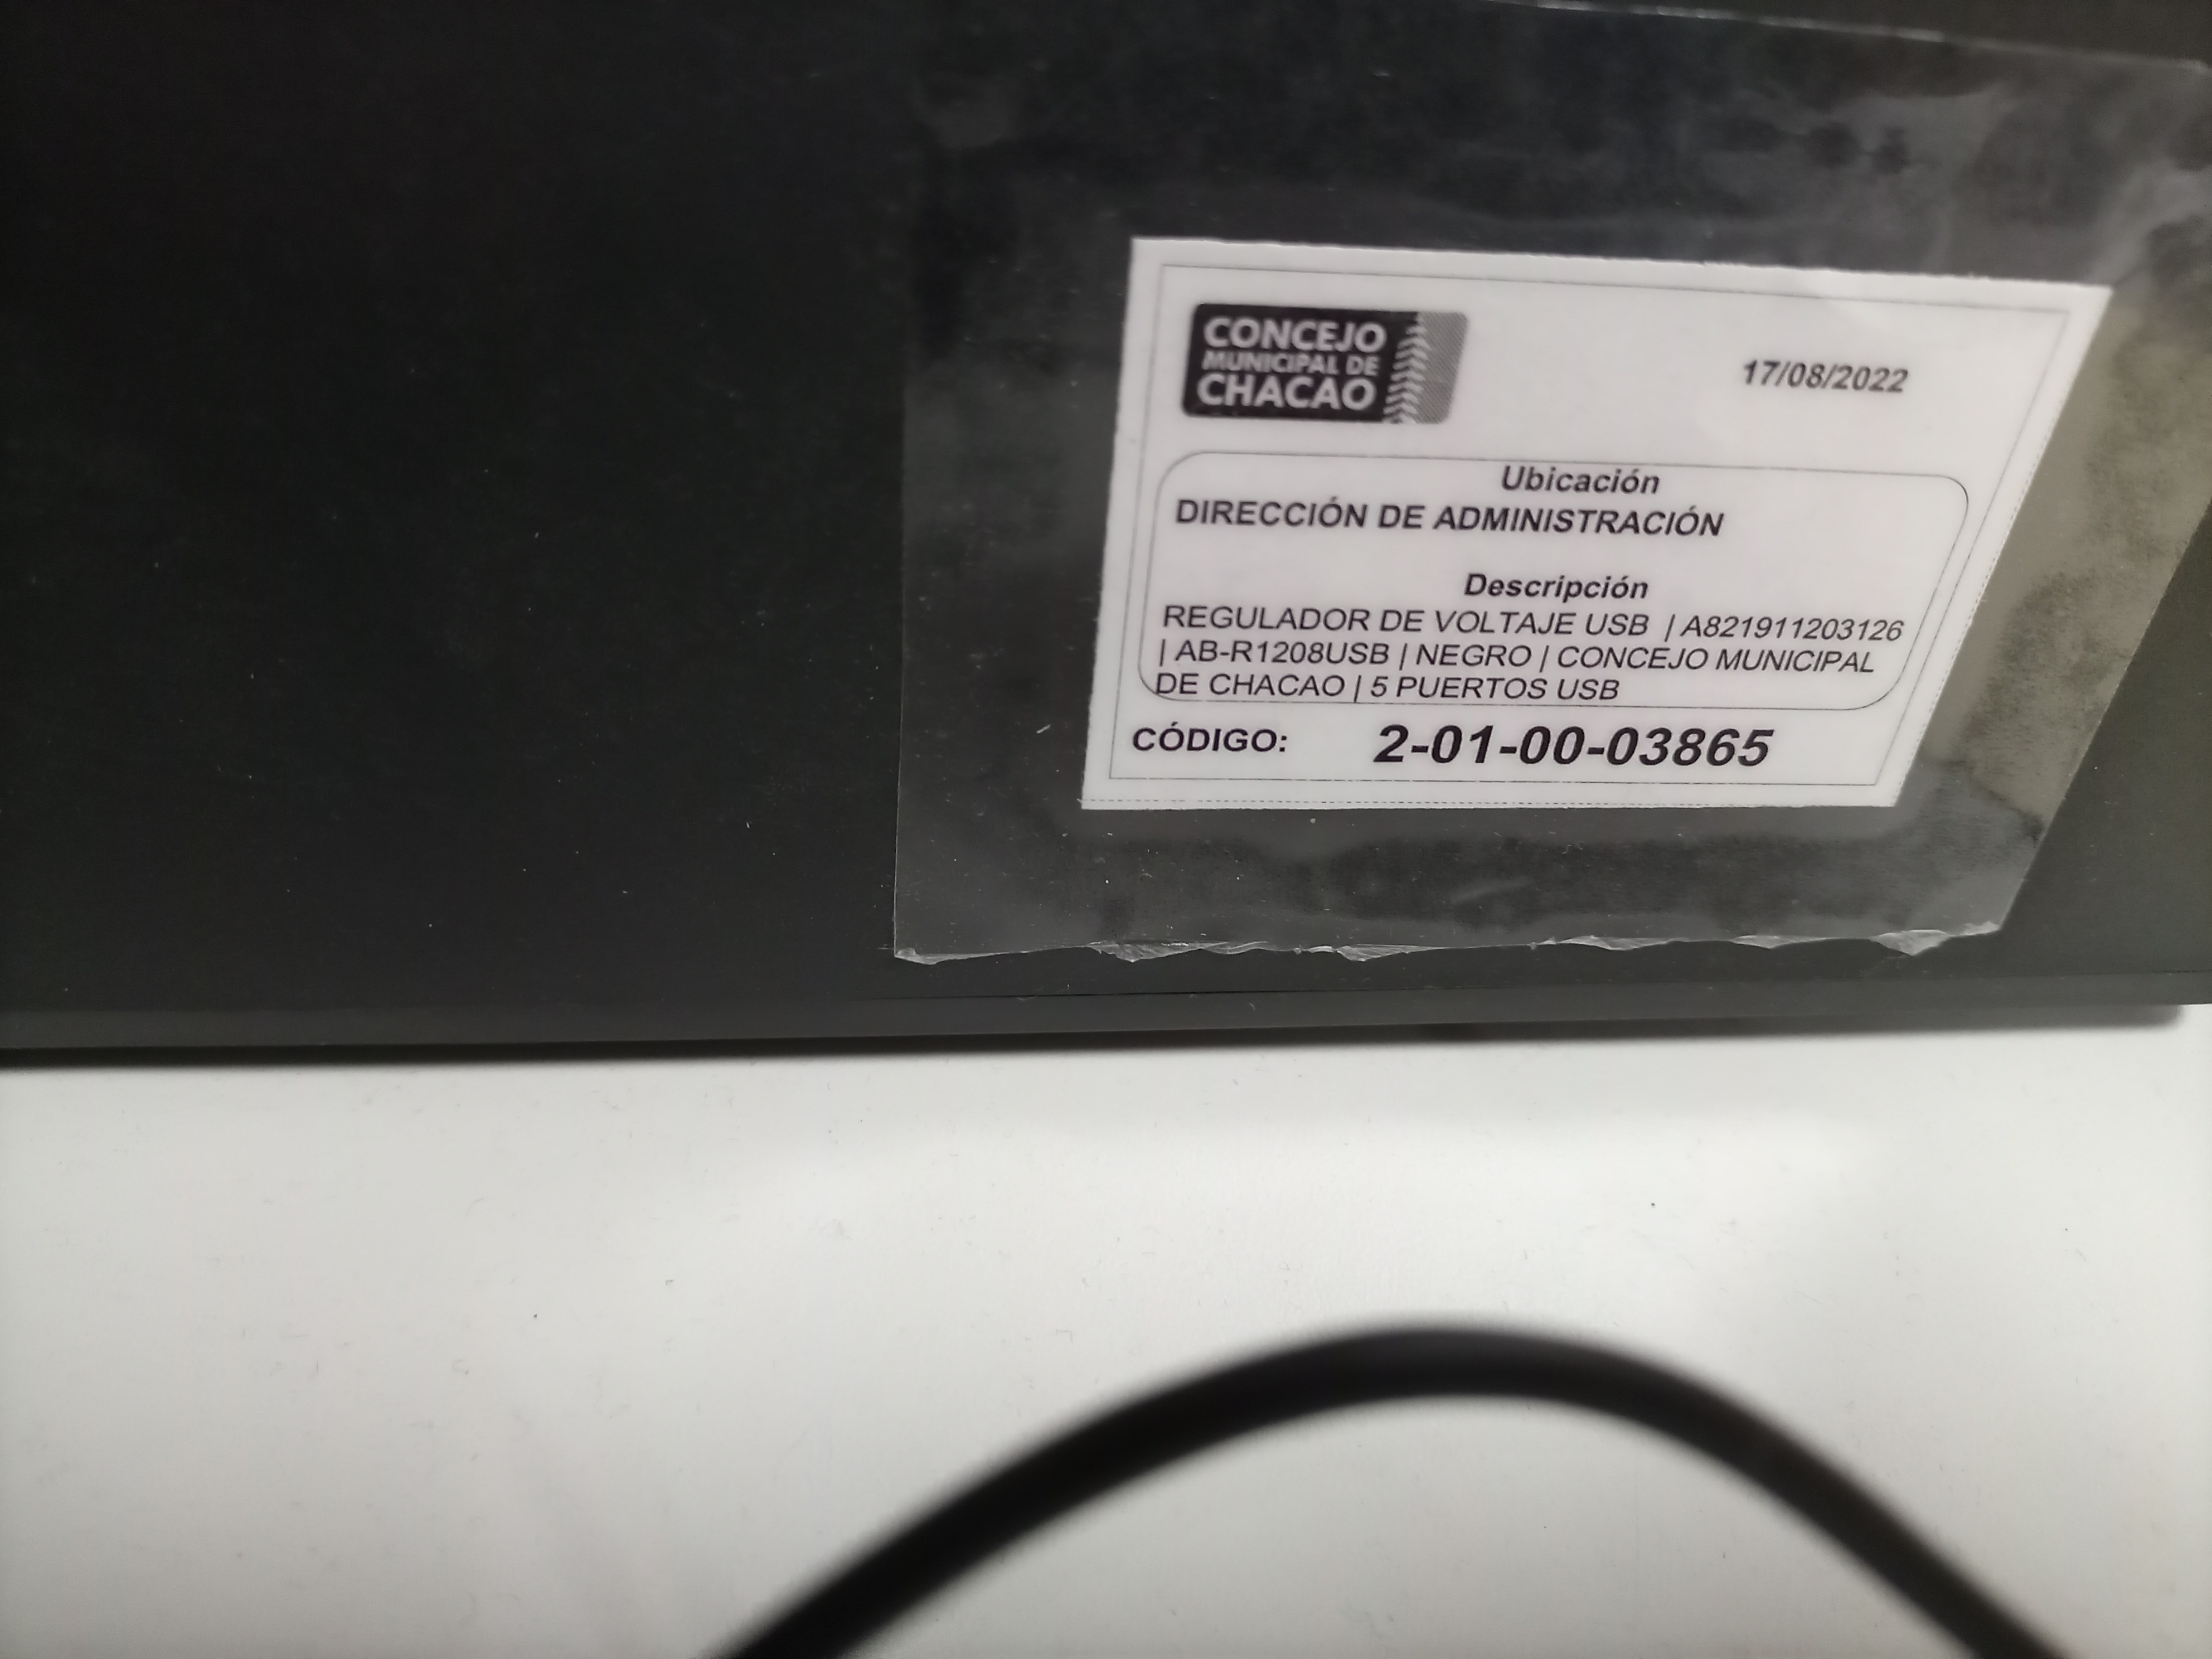 CONCEJO
MUNICIPAL DE
CHACAO
17/08/2022
Ubicación
DIRECCIÓN DE ADMINISTRACIÓN
Descripción
REGULADOR DE VOLTAJE USB | A821911203126
| AB-R1208USB | NEGRO | CONCEJO MUNICIPAL
DE CHACAO | 5 PUERTOS USB
CÓDIGO: 2-01-00-03865